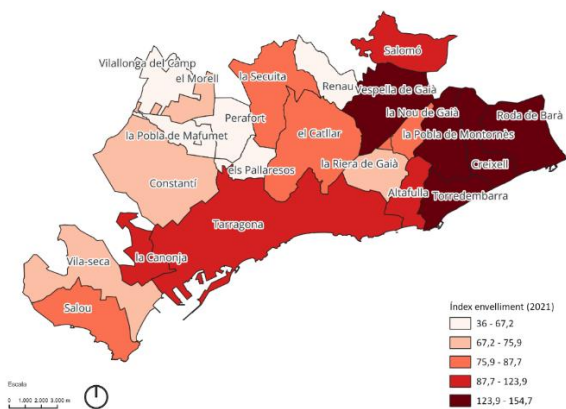 Salomó
Vilallonga del Camp
el Morell
la Secuita
Renau
Vespella de Gaià
la Nou de Gaià
Roda de Barà
Perafort
la Pobla de Mafumet
el Catllar
la Pobla de Montornès
els Pallaresos
la Riera de Gaià
Creixell
Constantí
Altafulla
Torredembarra
Tarragona
Vila-seca
la Canonja
Salou
Índex envelliment (2021)
36 - 67,2
67,2 - 75,9
75,9 - 87,7
87,7 - 123,9
123,9 - 154,7
Escala
0 1.000 2.000 3.000 m